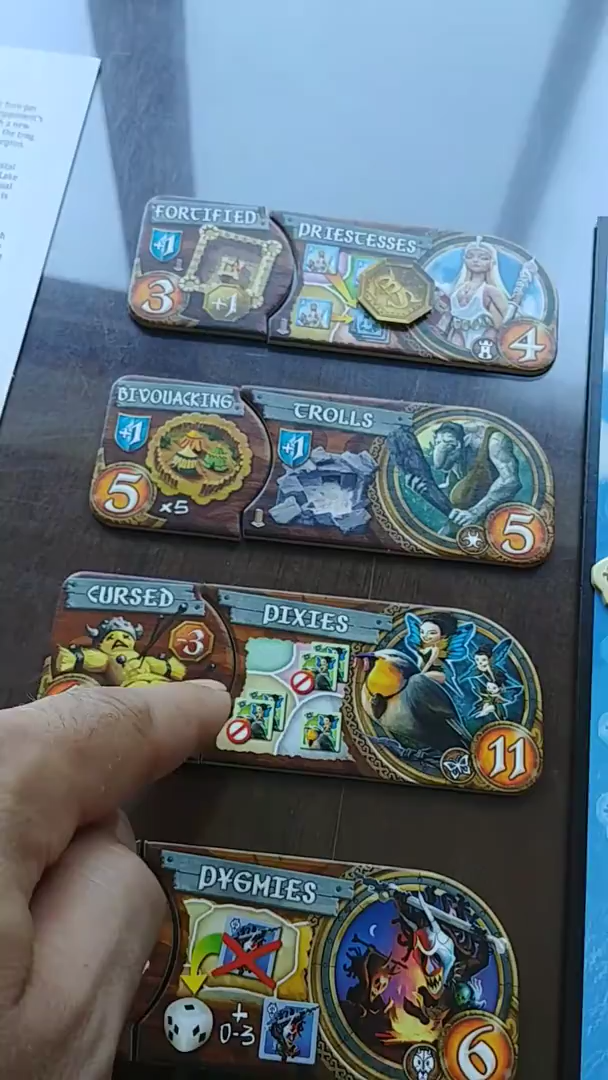 FORTIFIED
PRIESTESSES
+1
3
+1
4
BIVOUACKING
TROLLS
+1
+1
5
x5
5
CURSED
PIXIES
-3
11
PYGMIES
+
0-3
6